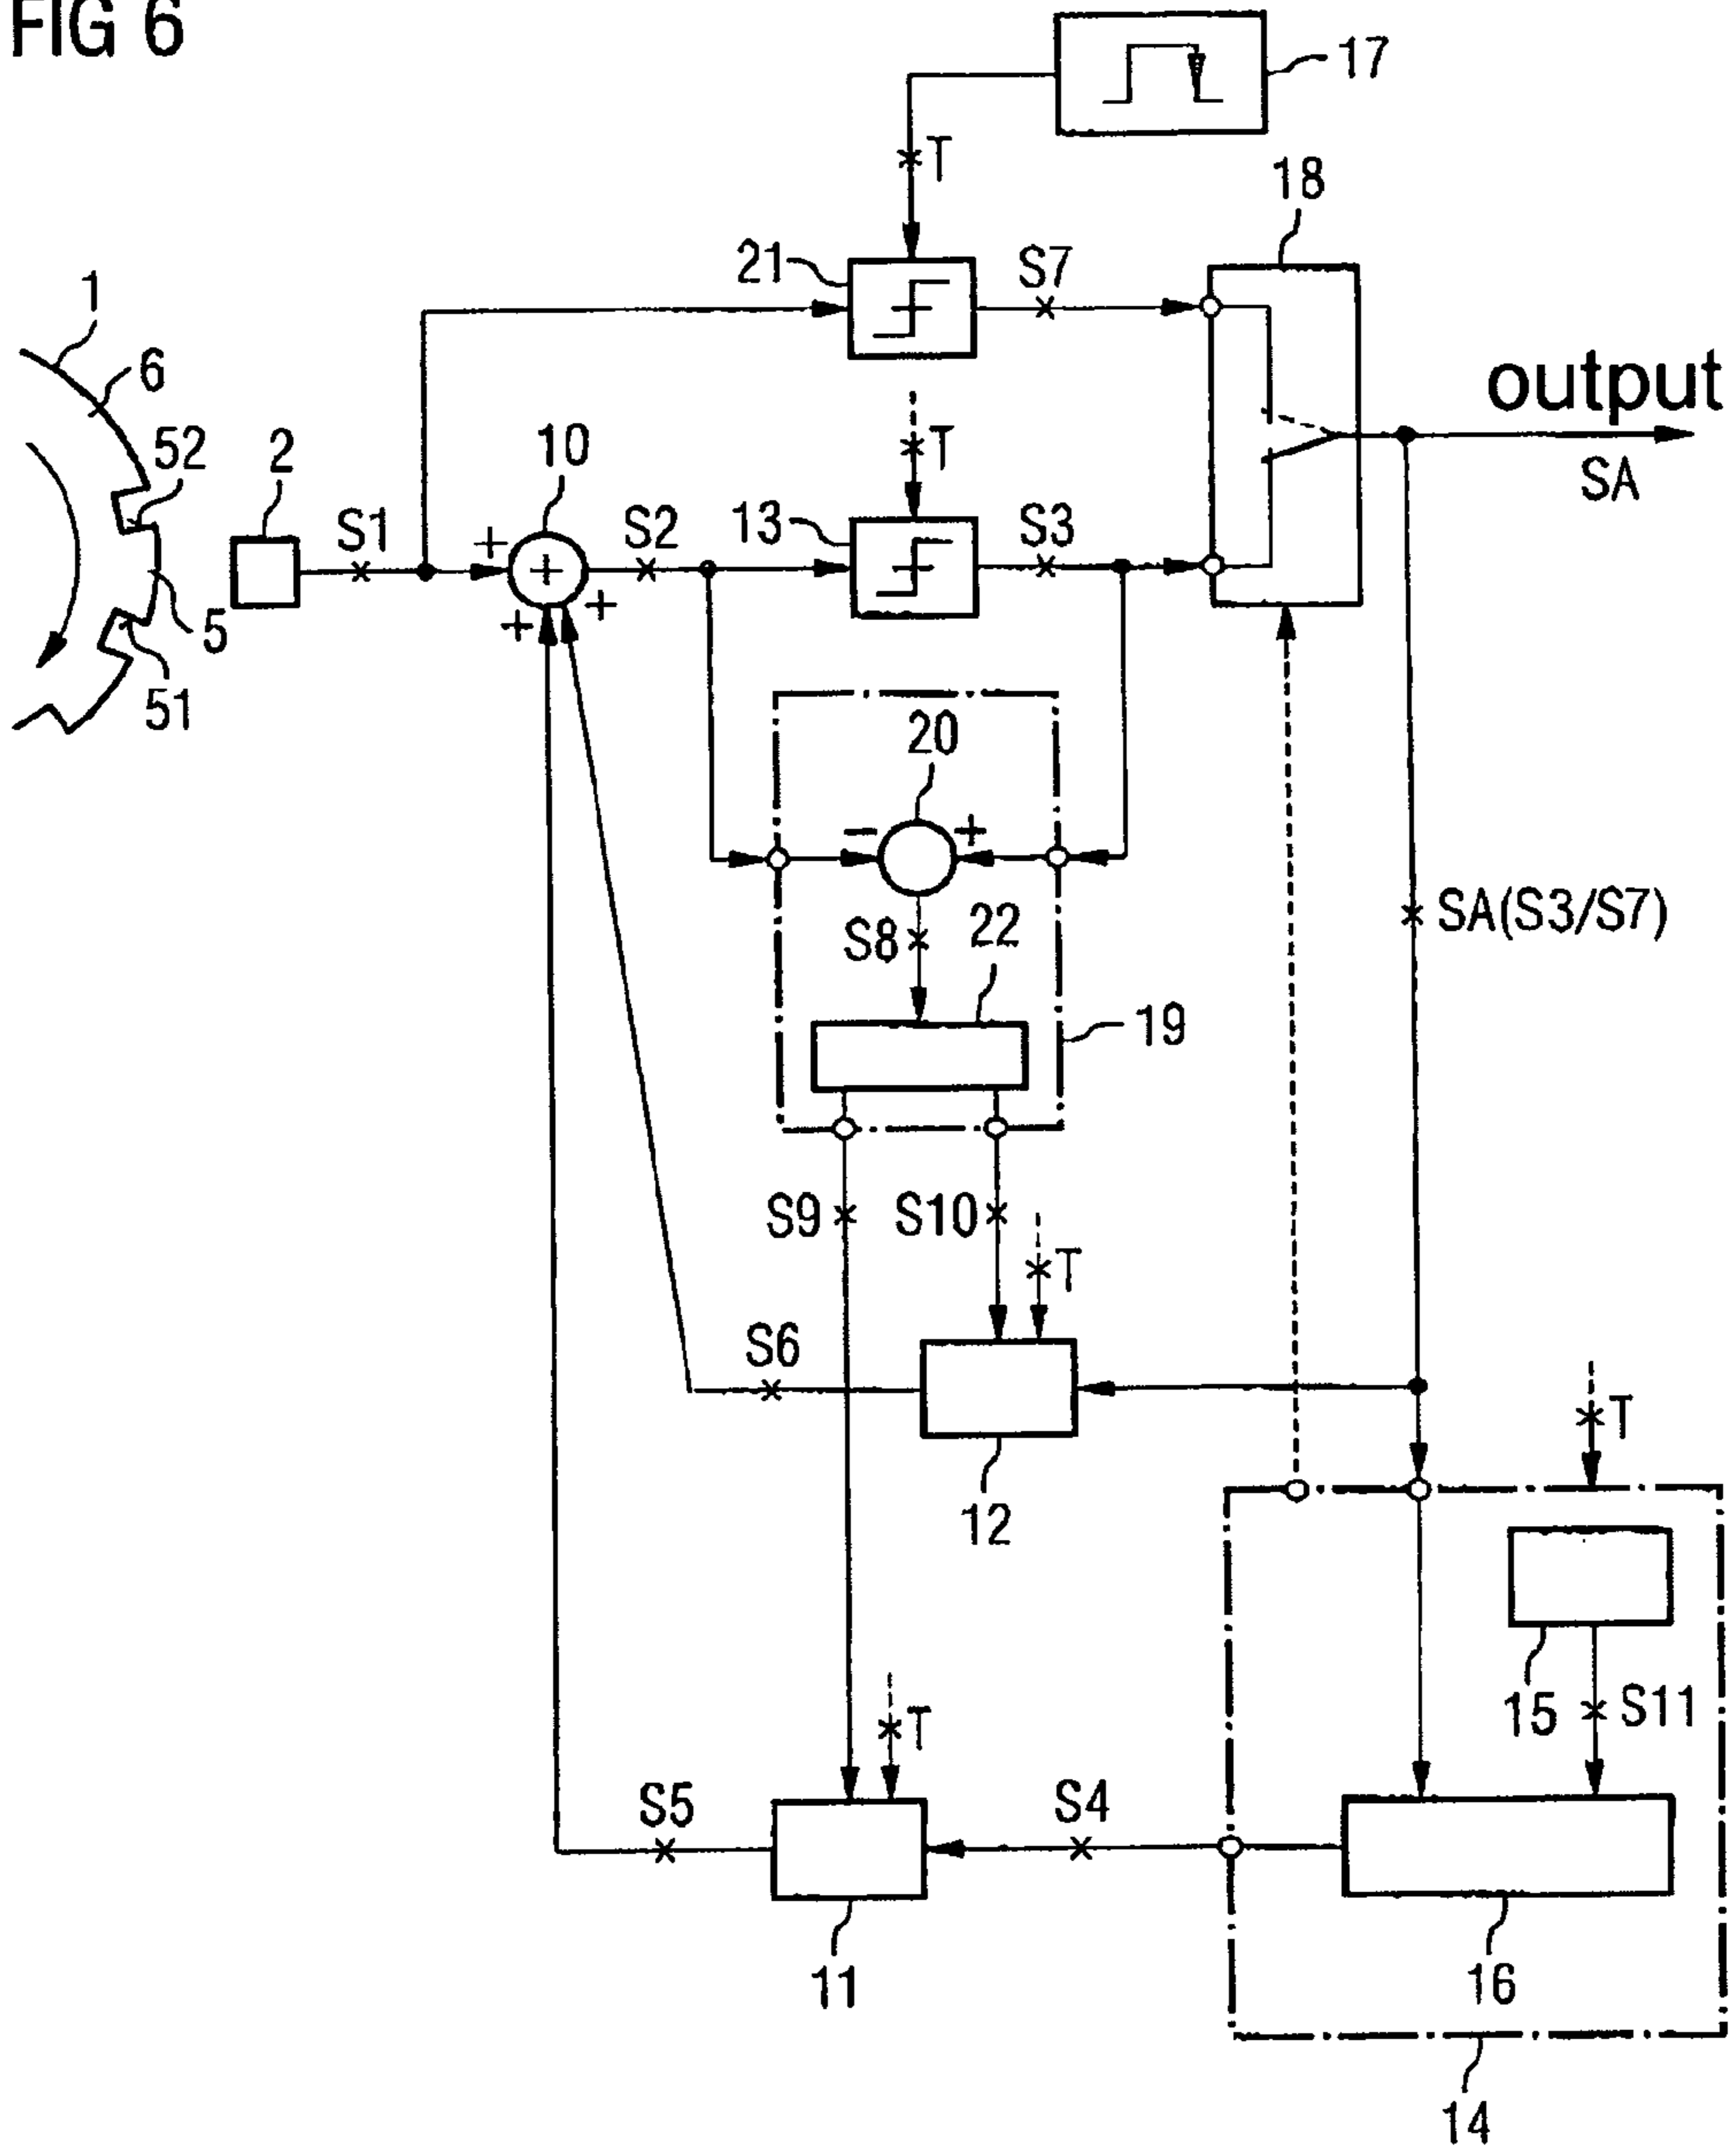 FIG 6
17
T
18
21
S7
1
6
output
52
2
10
T
S1
+
S2
13
S3
SA
+
+
+
5
51
20
−
+
SA(S3/S7)
S8
22
19
S9
S10
T
S6
T
12
15
S11
T
S5
S4
11
16
14